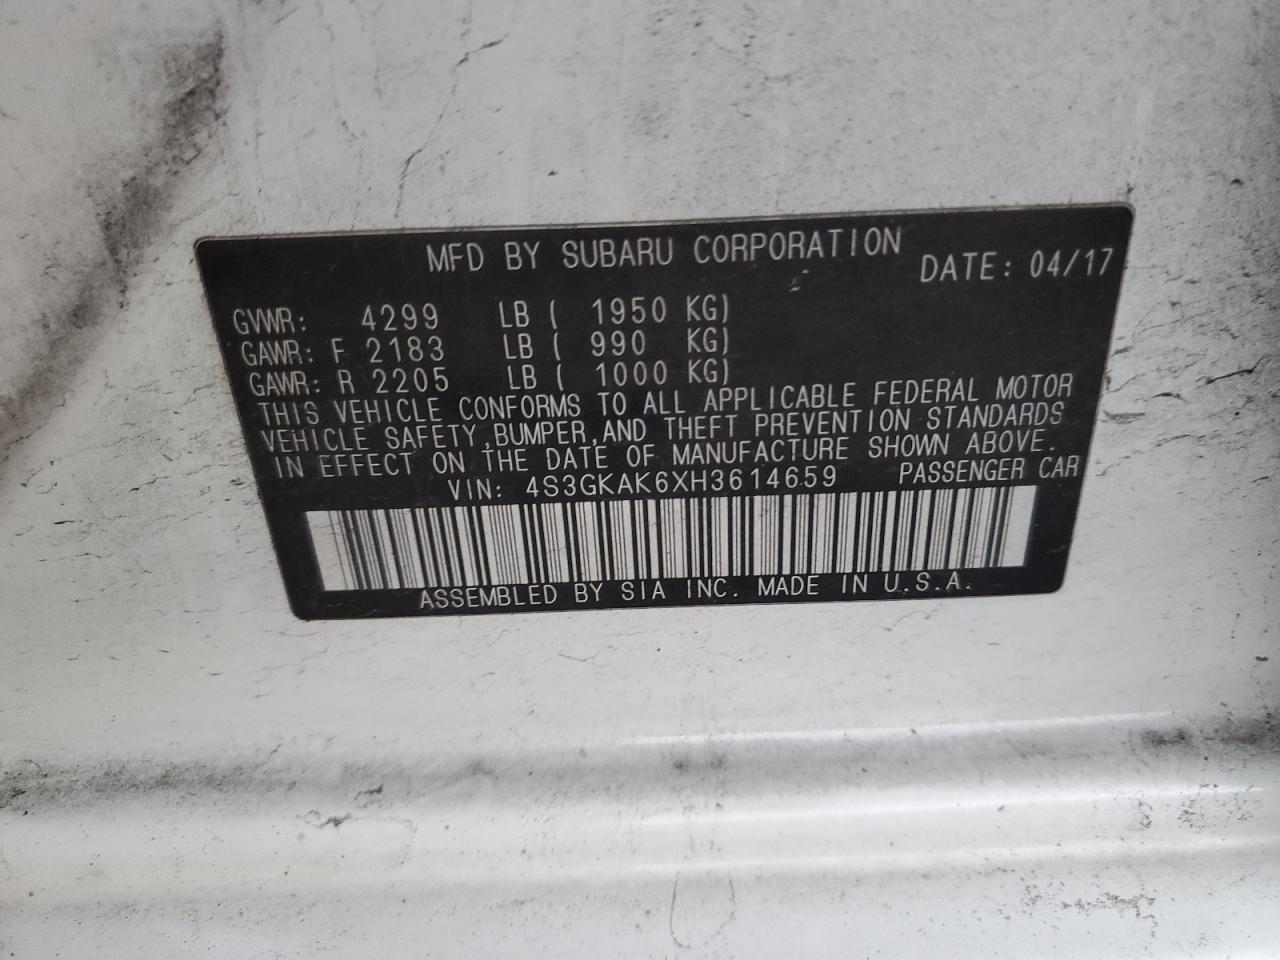 MFD BY SUBARU CORPORATION
DATE: 04/17
GVWR: 4299 LB ( 1950 KG)
GAWR: F 2183 LB ( 990 KG)
GAWR: R 2205 LB ( 1000 KG)
THIS VEHICLE CONFORMS TO ALL APPLICABLE FEDERAL MOTOR
VEHICLE SAFETY,BUMPER,AND THEFT PREVENTION STANDARDS
IN EFFECT ON THE DATE OF MANUFACTURE SHOWN ABOVE.
VIN: 4S3GKAK6XH3614659 PASSENGER CAR
ASSEMBLED BY SIA INC. MADE IN U.S.A.